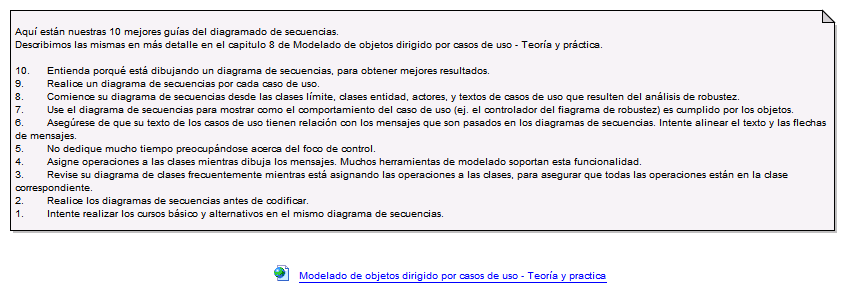 Aquí están nuestras 10 mejores guías del diagramado de secuencias.
Describimos las mismas en más detalle en el capitulo 8 de Modelado de objetos dirigido por casos de uso - Teoría y práctica.
10. Entienda porqué está dibujando un diagrama de secuencias, para obtener mejores resultados.
9. Realice un diagrama de secuencias por cada caso de uso.
8. Comience su diagrama de secuencias desde las clases límite, clases entidad, actores, y textos de casos de uso que resulten del análisis de robustez.
7. Use el diagrama de secuencias para mostrar como el comportamiento del caso de uso (ej. el controlador del fiagrama de robustez) es cumplido por los objetos.
6. Asegúrese de que su texto de los casos de uso tienen relación con los mensajes que son pasados en los diagramas de secuencias. Intente alinear el texto y las flechas
de mensajes.
5. No dedique mucho tiempo preocupándose acerca del foco de control.
4. Asigne operaciones a las clases mientras dibuja los mensajes. Muchos herramientas de modelado soportan esta funcionalidad.
3. Revise su diagrama de clases frecuentemente mientras está asignando las operaciones a las clases, para asegurar que todas las operaciones están en la clase
correspondiente.
2. Realice los diagramas de secuencias antes de codificar.
1. Intente realizar los cursos básico y alternativos en el mismo diagrama de secuencias.
Modelado de objetos dirigido por casos de uso - Teoría y practica